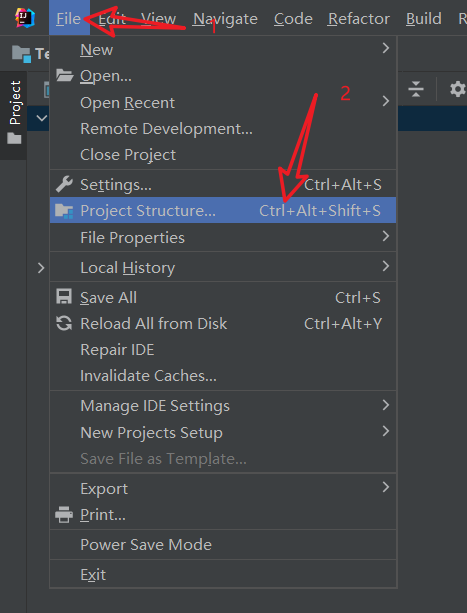 File Edit View Navigate Code Refactor Build
1
Te
Project
New
Open...
Open Recent
2
Remote Development...
Close Project
Settings... Ctrl+Alt+S
Project Structure... Ctrl+Alt+Shift+S
File Properties
Local History
Save All Ctrl+S
Reload All from Disk Ctrl+Alt+Y
Repair IDE
Invalidate Caches...
Manage IDE Settings
New Projects Setup
Save File as Template...
Export
Print...
Power Save Mode
Exit